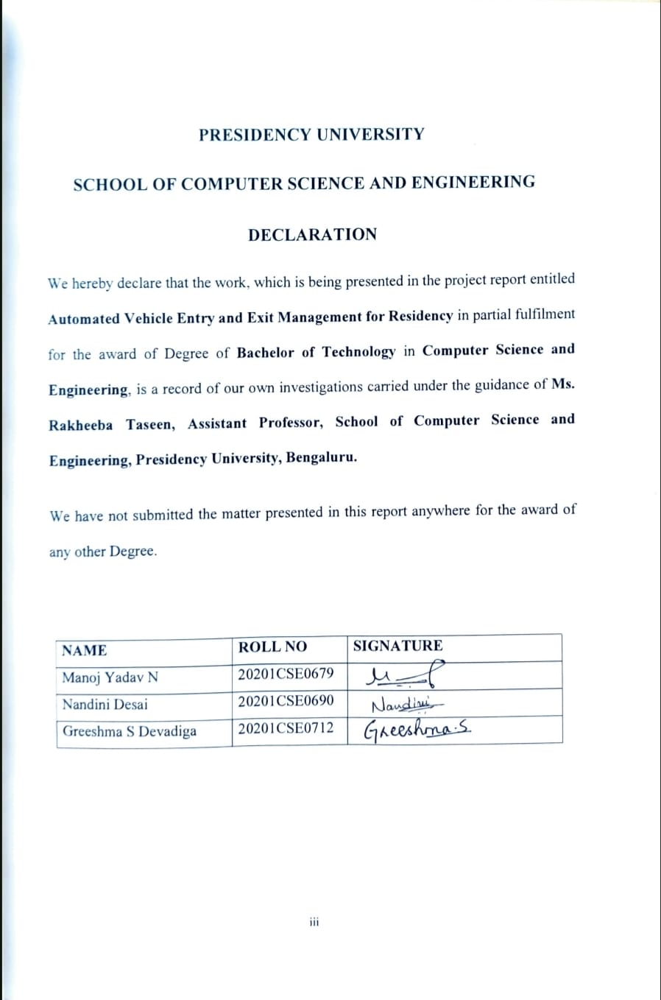 PRESIDENCY UNIVERSITY
SCHOOL OF COMPUTER SCIENCE AND ENGINEERING
DECLARATION
We hereby declare that the work, which is being presented in the project report entitled
Automated Vehicle Entry and Exit Management for Residency in partial fulfilment
for the award of Degree of Bachelor of Technology in Computer Science and
Engineering, is a record of our own investigations carried under the guidance of Ms.
Rakheeba Taseen, Assistant Professor, School of Computer Science and
Engineering, Presidency University, Bengaluru.
We have not submitted the matter presented in this report anywhere for the award of
any other Degree.
NAME ROLL NO SIGNATURE
Manoj Yadav N 20201CSE0679
Nandini Desai 20201CSE0690 Nandini
Greeshma S Devadiga 20201CSE0712 Greeshma.S
iii